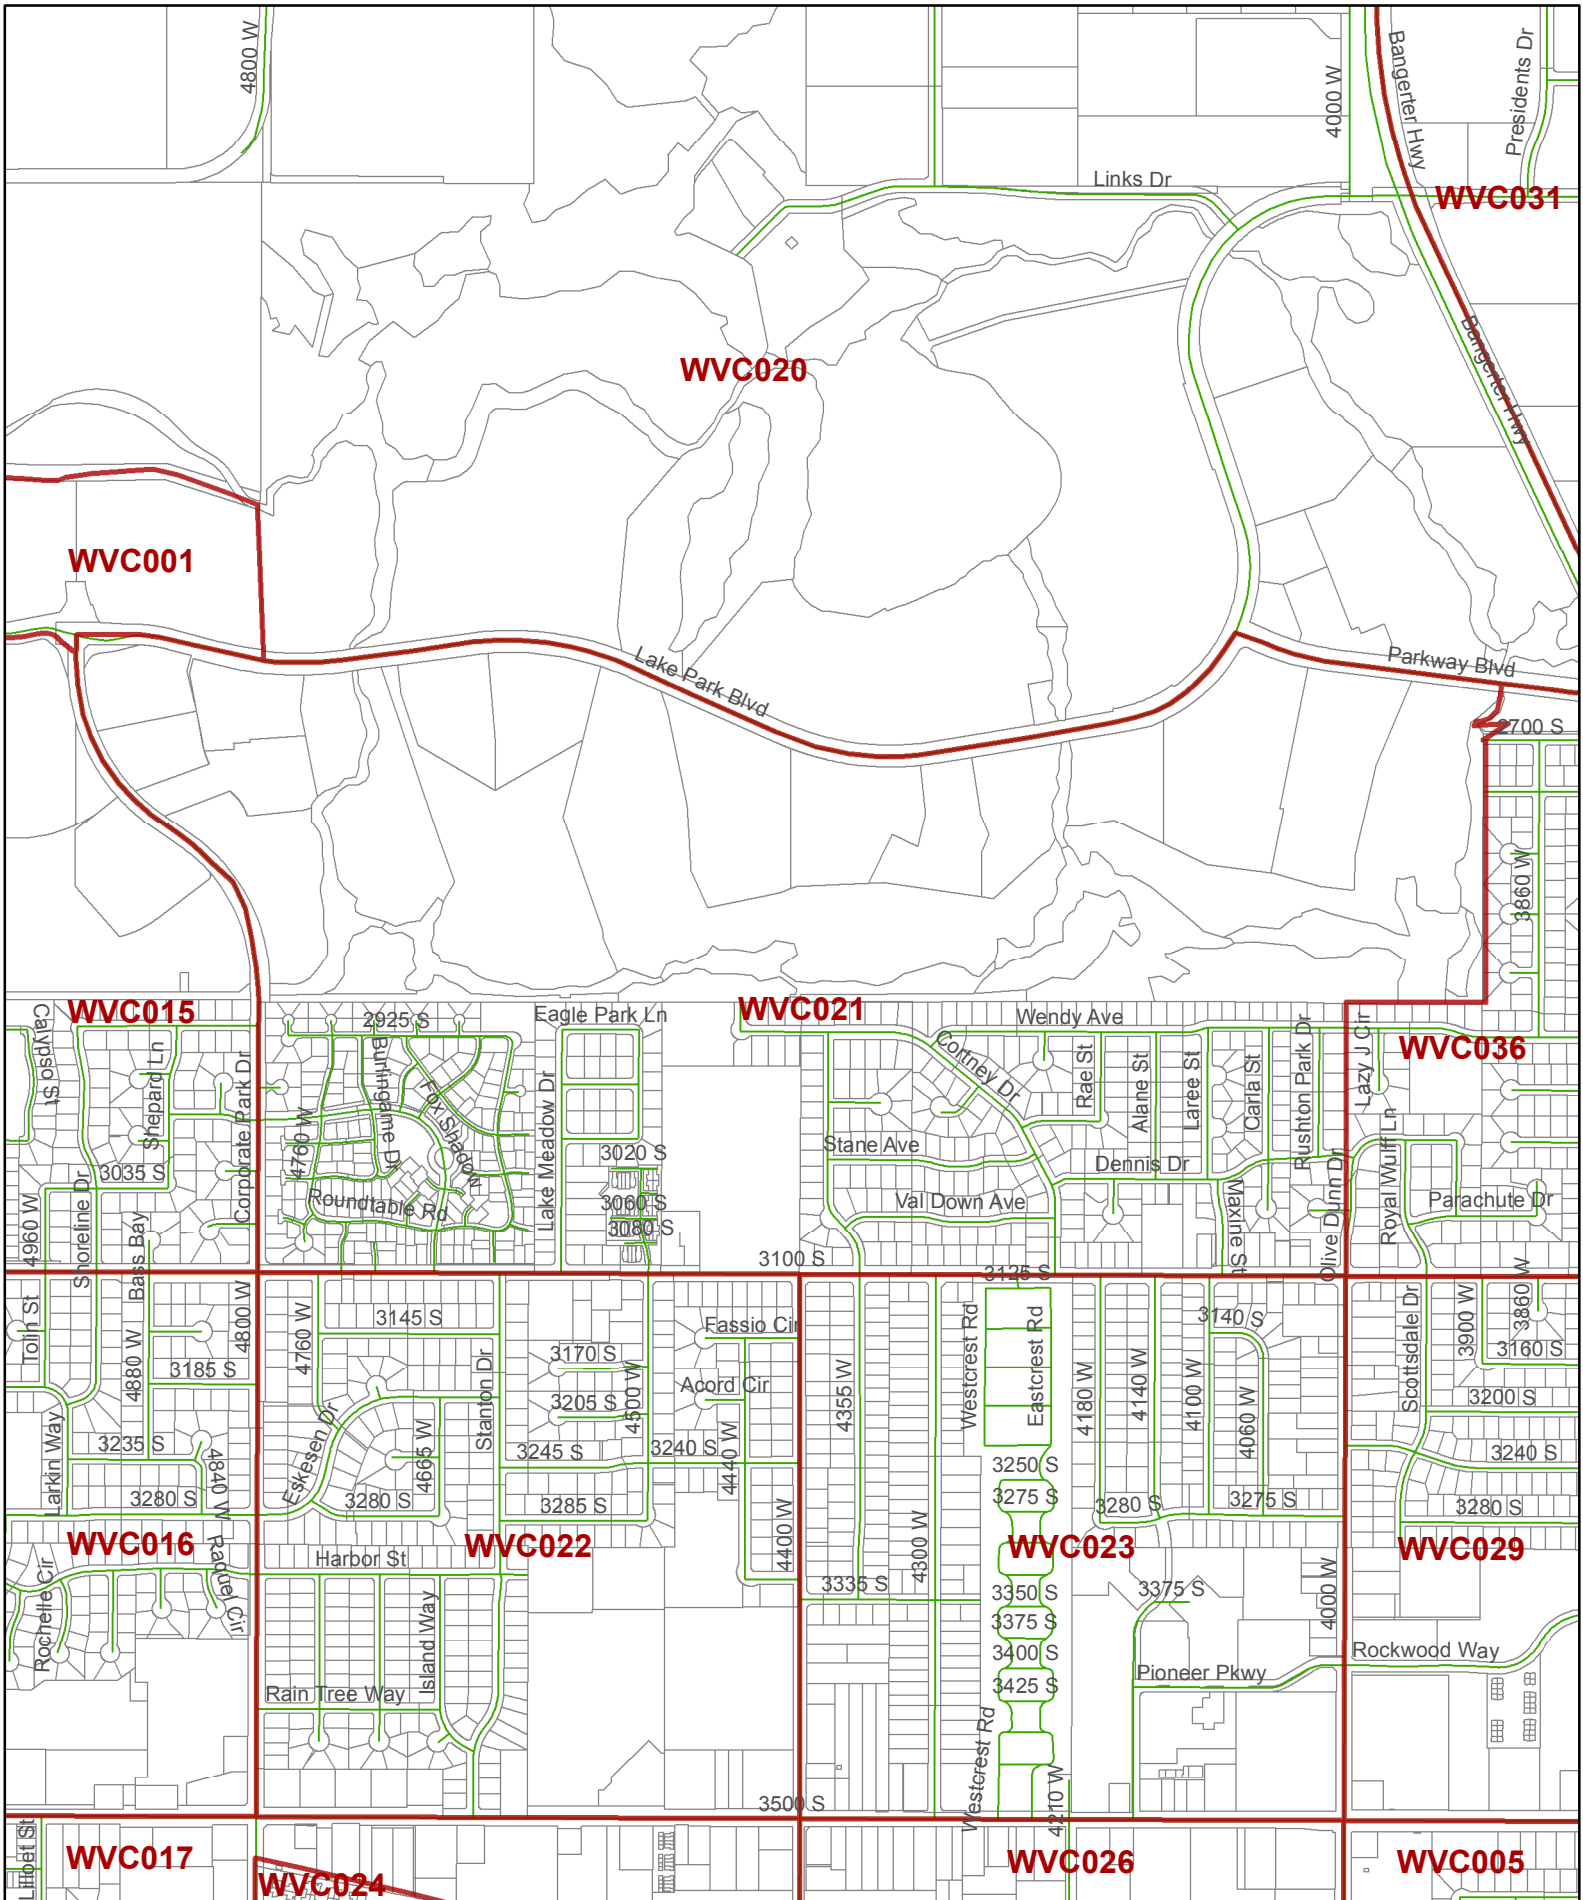 4800 W
4000 W
Bangerter Hwy
Presidents Dr
Links Dr
WVC031
WVC020
Bangerter Hwy
WVC001
Lake Park Blvd
Parkway Blvd
2700 S
3860 W
WVC015
Calypso St
2925 S
Eagle Park Ln
WVC021
Wendy Ave
WVC036
Shepard Ln
Corporate Park Dr
Burlingame Dr
Fox Shadow
Lake Meadow Dr
Cortney Dr
Rae St
Alane St
Laree St
Carla St
Rushton Park Dr
Lazy J Cir
4760 W
Stane Ave
Dennis Dr
3020 S
3035 S
Roundtable Rd
3060 S
3080 S
Val Down Ave
Maxine St
Olive Dunn Dr
Royal Wulff Ln
Parachute Dr
4960 W
Shoreline Dr
Bass Bay
3100 S
3125 S
Tolin St
4880 W
4800 W
4760 W
3145 S
Fassio Cir
Westcrest Rd
Eastcrest Rd
3140 S
Scottsdale Dr
3900 W
3860 W
3160 S
3185 S
Stanton Dr
3170 S
4500 W
Acord Cir
4355 W
4180 W
4140 W
4100 W
4060 W
3200 S
3205 S
Larkin Way
3235 S
4840 W
Eskesen Dr
4665 W
3245 S
3240 S
4440 W
3250 S
3240 S
3280 S
3280 S
3285 S
3275 S
3280 S
3275 S
3280 S
WVC016
Raquel Cir
Harbor St
WVC022
4400 W
4300 W
WVC023
WVC029
Rochelle Cir
3335 S
3350 S
3375 S
4000 W
3375 S
Island Way
3400 S
Rockwood Way
Rain Tree Way
3425 S
Pioneer Pkwy
Westcrest Rd
4210 W
3500 S
Lilloet St
WVC017
WVC024
WVC026
WVC005